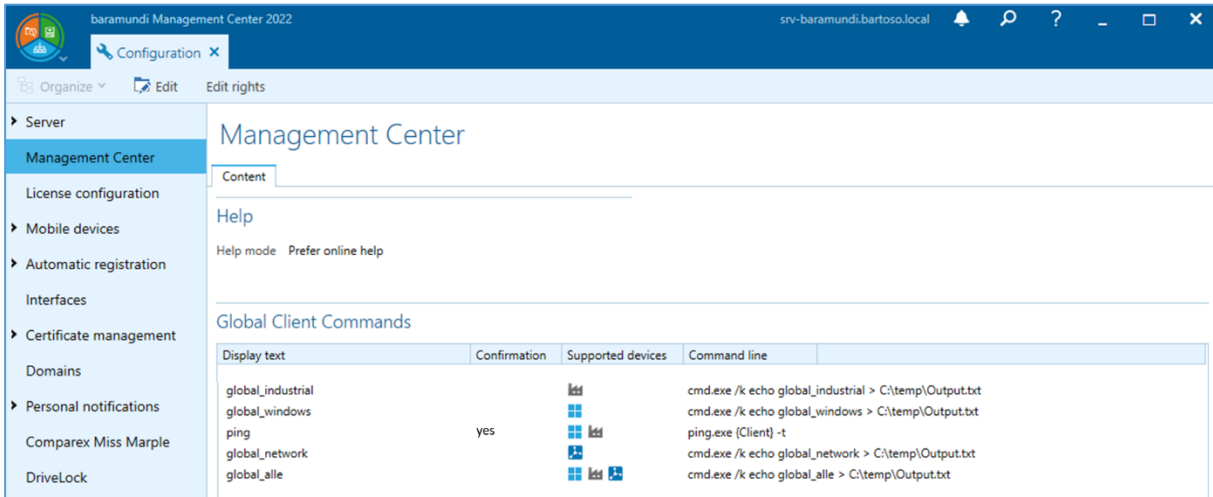 baramundi Management Center 2022 srv-baramundi.bartoso.local ?
Configuration
Organize Edit Edit rights
Server
Management Center
License configuration
Mobile devices
Automatic registration
Interfaces
Certificate management
Domains
Personal notifications
Comparex Miss Marple
DriveLock
Management Center
Content
Help
Help mode Prefer online help
Global Client Commands
Display text Confirmation Supported devices Command line
global_industrial cmd.exe /k echo global_industrial > C:\temp\Output.txt
global_windows cmd.exe /k echo global_windows > C:\temp\Output.txt
ping yes ping.exe {Client} -t
global_network cmd.exe /k echo global_network > C:\temp\Output.txt
global_alle cmd.exe /k echo global_alle > C:\temp\Output.txt